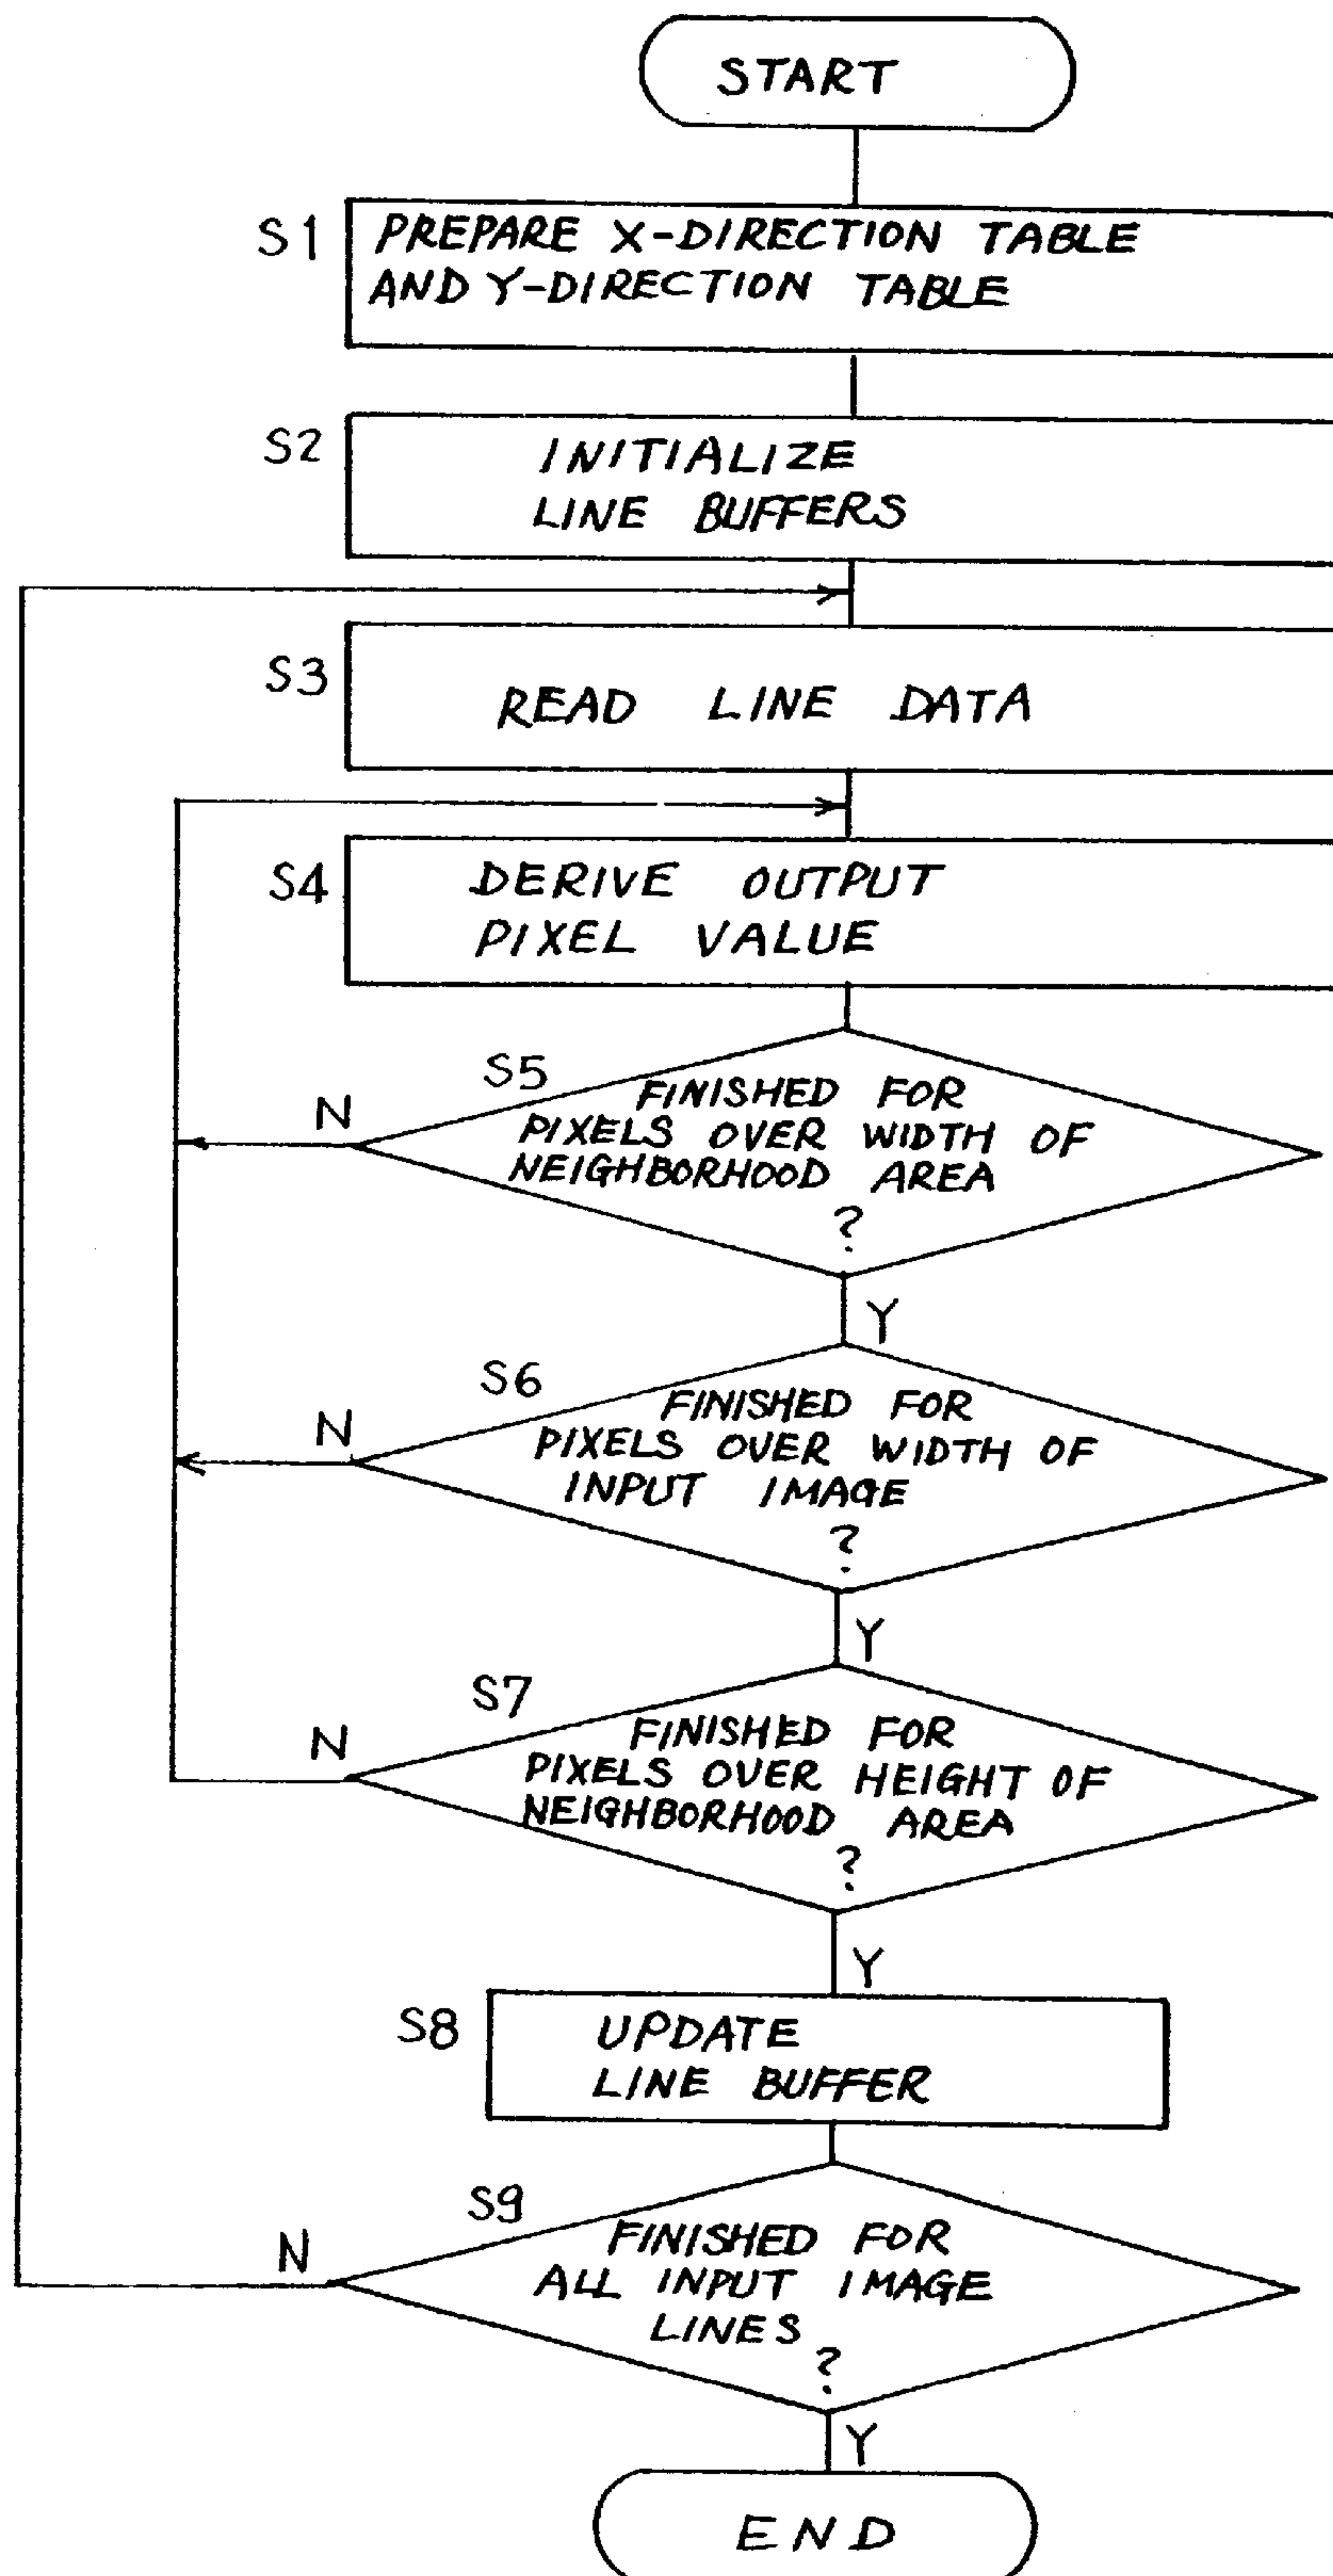 START
S1
PREPARE X-DIRECTION TABLE
AND Y-DIRECTION TABLE
S2
INITIALIZE
LINE BUFFERS
S3
READ LINE DATA
S4
DERIVE OUTPUT
PIXEL VALUE
S5
FINISHED FOR
PIXELS OVER WIDTH OF
NEIGHBORHOOD AREA
?
N
Y
S6
FINISHED FOR
PIXELS OVER WIDTH OF
INPUT IMAGE
?
N
Y
S7
FINISHED FOR
PIXELS OVER HEIGHT OF
NEIGHBORHOOD AREA
?
N
Y
S8
UPDATE
LINE BUFFER
S9
FINISHED FOR
ALL INPUT IMAGE
LINES
?
N
Y
END